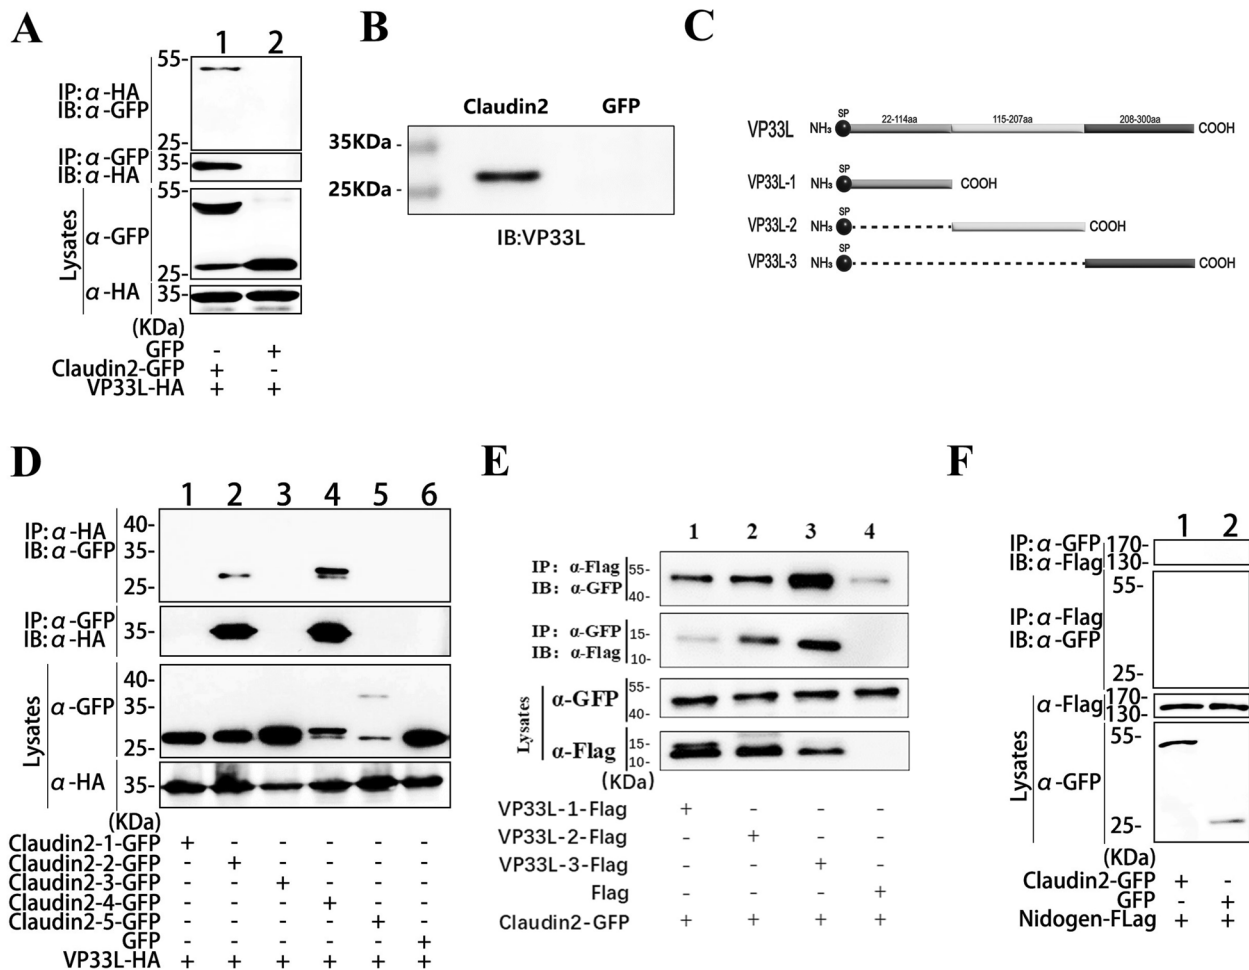 A
1 2
IP: α-HA
IB: α-GFP
55-
25-
IP: α-GFP
IB: α-HA
35-
Lysates
α-GFP
55-
25-
α-HA
35-
(KDa)
GFP - +
Claudin2-GFP + -
VP33L-HA + +
B
Claudin2 GFP
35KDa -
25KDa -
IB:VP33L
C
SP 22-114aa 115-207aa 208-300aa
VP33L NH₃ COOH
SP
VP33L-1 NH₃ COOH
SP
VP33L-2 NH₃ COOH
SP
VP33L-3 NH₃ COOH
D
1 2 3 4 5 6
IP: α-HA
IB: α-GFP
40-
35-
25-
IP: α-GFP
IB: α-HA
35-
Lysates
α-GFP
40-
35-
25-
α-HA
35-
(KDa)
Claudin2-1-GFP + - - - - -
Claudin2-2-GFP - + - - - -
Claudin2-3-GFP - - + - - -
Claudin2-4-GFP - - - + - -
Claudin2-5-GFP - - - - + -
GFP - - - - - +
VP33L-HA + + + + + +
E
1 2 3 4
IP: α-Flag
IB: α-GFP
55-
40-
IP: α-GFP
IB: α-Flag
15-
10-
Lysates
α-GFP
55-
40-
α-Flag
15-
10-
(KDa)
VP33L-1-Flag + - - -
VP33L-2-Flag - + - -
VP33L-3-Flag - - + -
Flag - - - +
Claudin2-GFP + + + +
F
1 2
IP: α-GFP
IB: α-Flag
170-
130-
IP: α-Flag
IB: α-GFP
55-
25-
Lysates
α-Flag
170-
130-
α-GFP
55-
25-
(KDa)
Claudin2-GFP + -
GFP - +
Nidogen-FLag + +